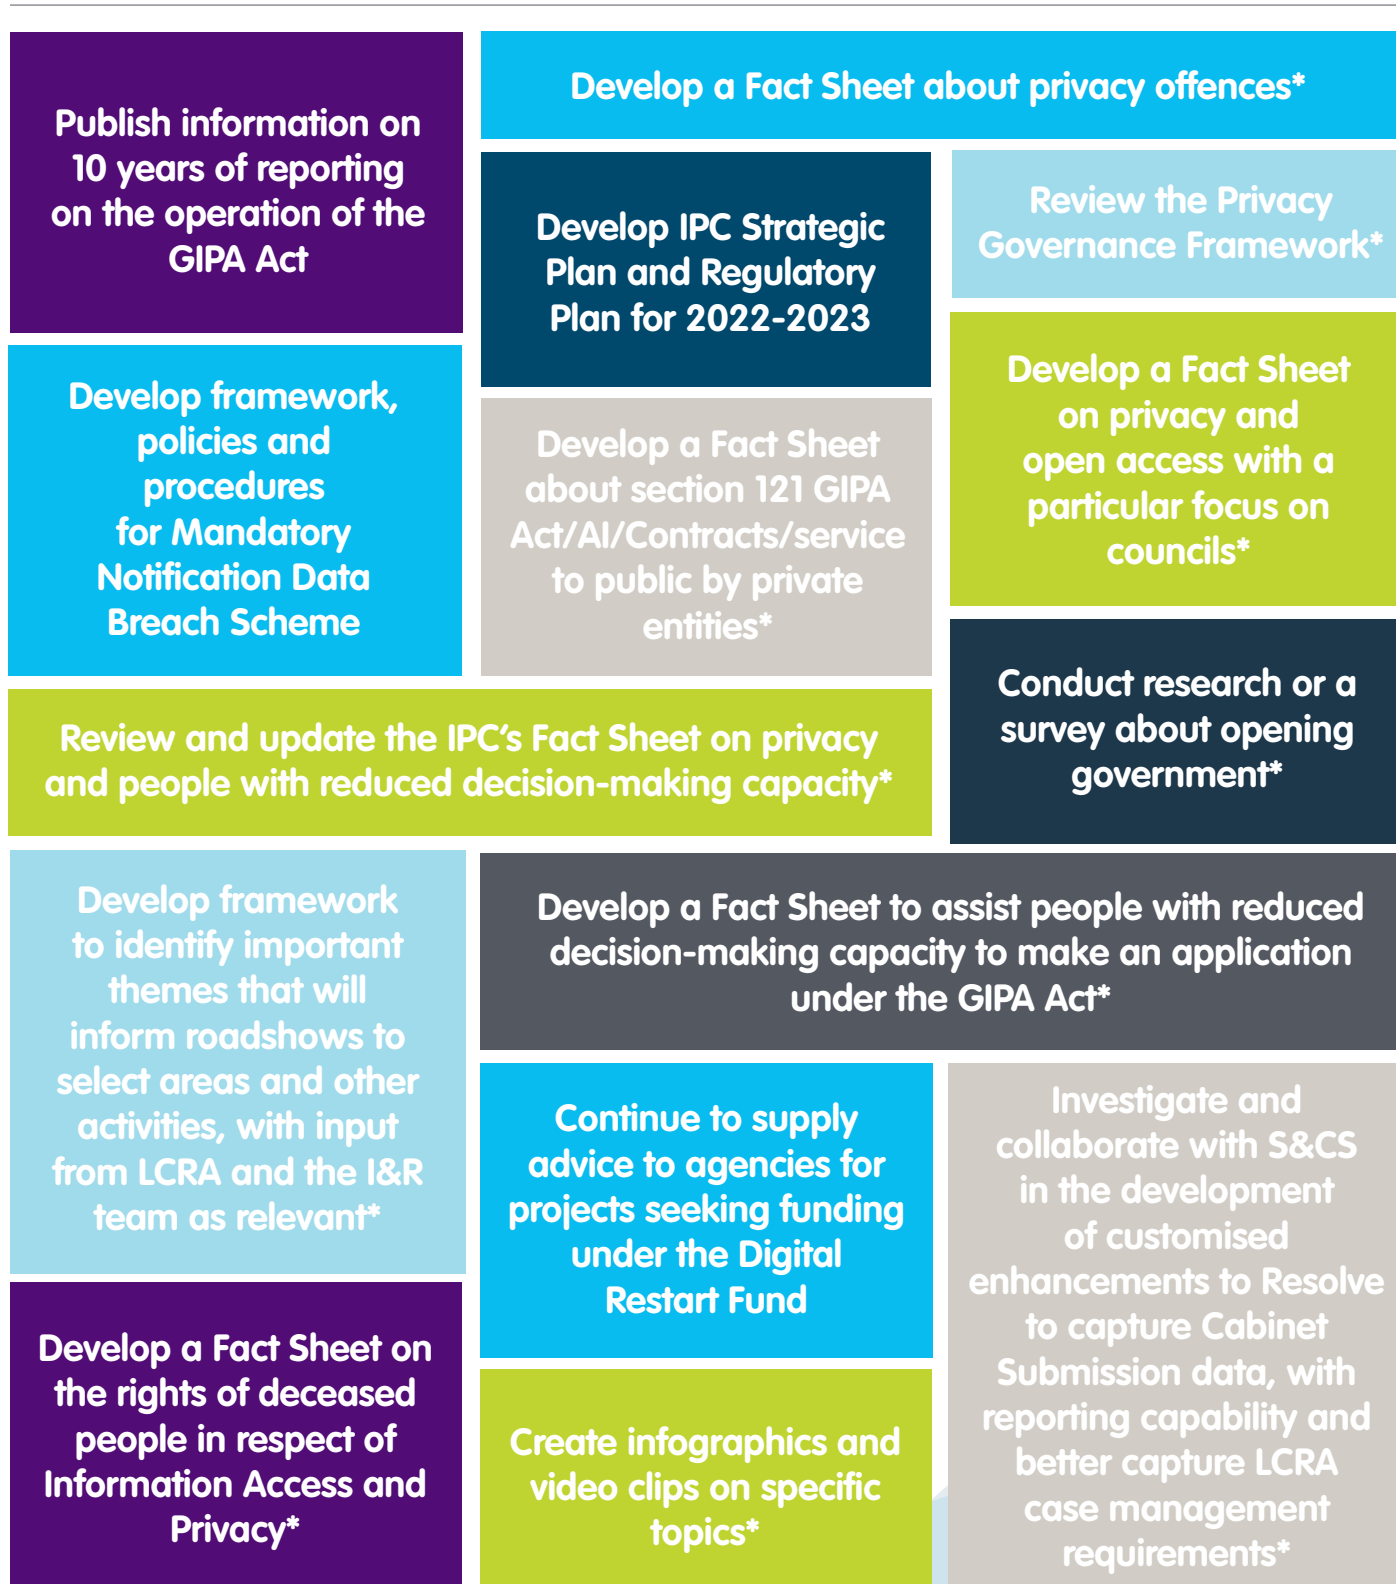 Publish information on
10 years of reporting
on the operation of the
GIPA Act
Develop a Fact Sheet about privacy offences*
Develop IPC Strategic
Plan and Regulatory
Plan for 2022-2023
Review the Privacy
Governance Framework*
Develop framework,
policies and
procedures
for Mandatory
Notification Data
Breach Scheme
Develop a Fact Sheet
about section 121 GIPA
Act/AI/Contracts/service
to public by private
entities*
Develop a Fact Sheet
on privacy and
open access with a
particular focus on
councils*
Review and update the IPC’s Fact Sheet on privacy
and people with reduced decision-making capacity*
Conduct research or a
survey about opening
government*
Develop framework
to identify important
themes that will
inform roadshows to
select areas and other
activities, with input
from LCRA and the I&R
team as relevant*
Develop a Fact Sheet to assist people with reduced
decision-making capacity to make an application
under the GIPA Act*
Continue to supply
advice to agencies for
projects seeking funding
under the Digital
Restart Fund
Investigate and
collaborate with S&CS
in the development
of customised
enhancements to Resolve
to capture Cabinet
Submission data, with
reporting capability and
better capture LCRA
case management
requirements*
Develop a Fact Sheet on
the rights of deceased
people in respect of
Information Access and
Privacy*
Create infographics and
video clips on specific
topics*